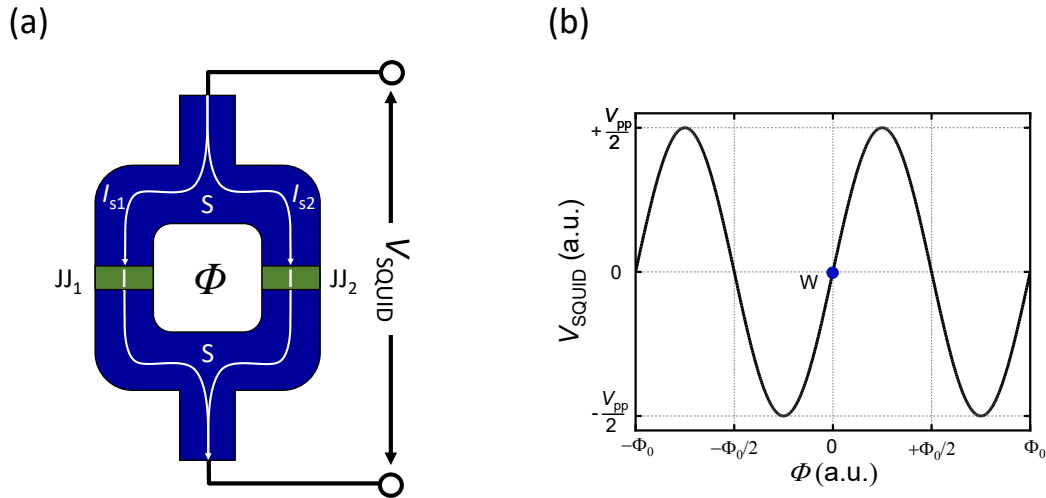 (a)
I_s1
S
I_s2
JJ_1
Φ
JJ_2
S
V_SQUID
(b)
V_SQUID (a.u.)
+ V_pp/2
0
- V_pp/2
W
−Φ_0
−Φ_0/2
0
+Φ_0/2
Φ_0
Φ (a.u.)